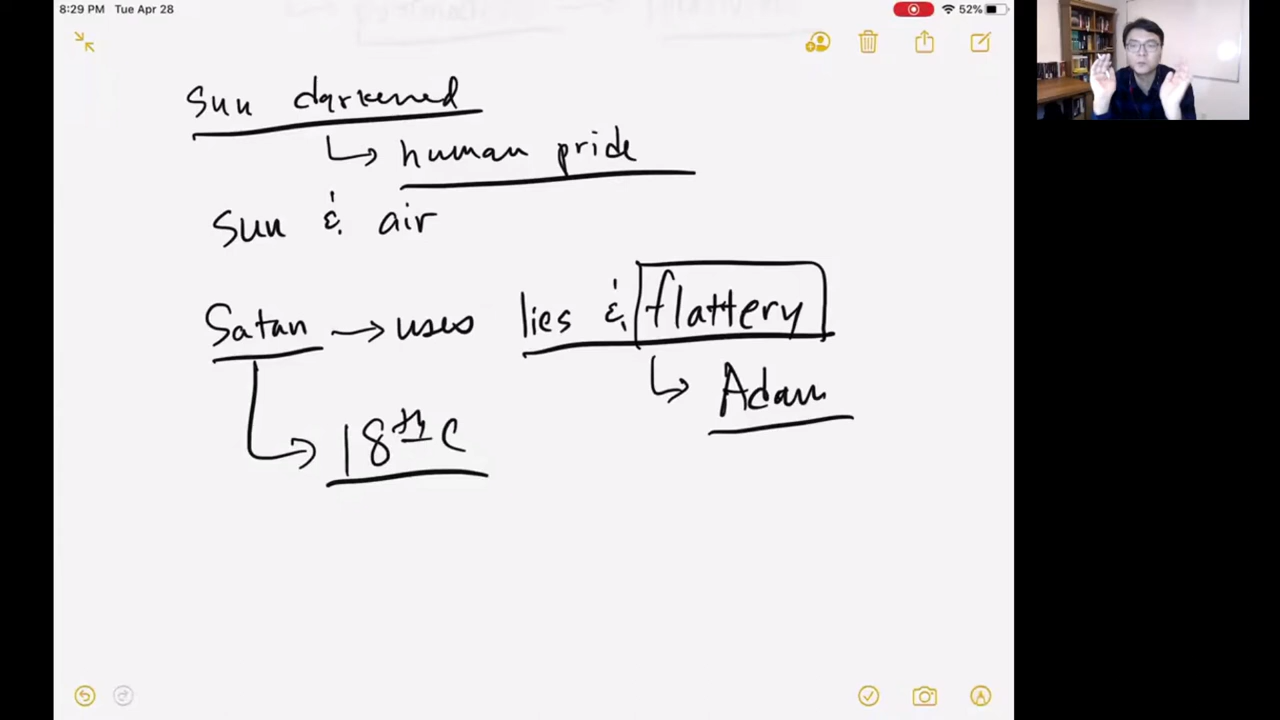 8:29 PM Tue Apr 28 52%
sun darkened
↳ human pride
sun & air
Satan → uses lies & flattery
↳ Adam
↳ 18th C